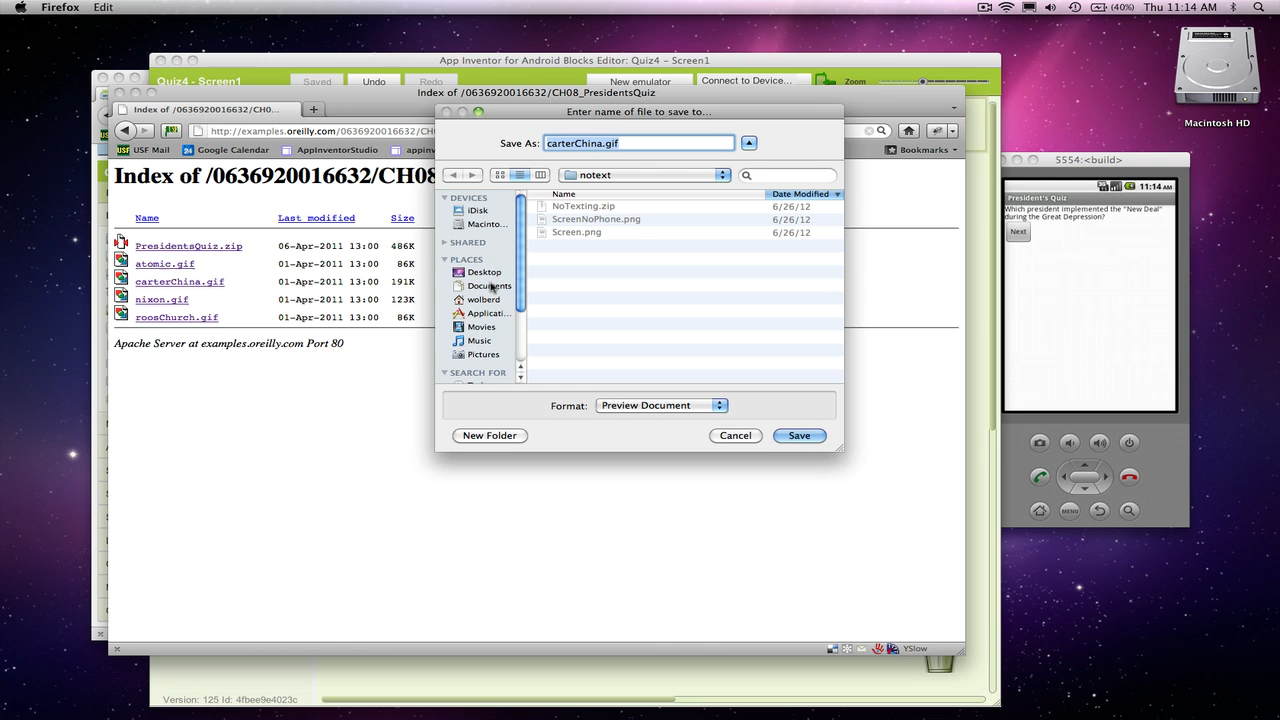 Firefox Edit
(40%) Thu 11:14 AM
Macintosh HD
App Inventor for Android Blocks Editor: Quiz4 - Screen1
Quiz4 - Screen1 Saved Undo Redo New emulator Connect to Device... Zoom
Index of /0636920016632/CH08_PresidentsQuiz
Index of /0636920016632/CH0...
http://examples.oreilly.com/0636920016632/CH
USF Mail Google Calendar AppInventorStudio appinv Bookmarks
Index of /0636920016632/CH08
Name Last modified Size
PresidentsQuiz.zip 06-Apr-2011 13:00 486K
atomic.gif 01-Apr-2011 13:00 86K
carterChina.gif 01-Apr-2011 13:00 191K
nixon.gif 01-Apr-2011 13:00 123K
roosChurch.gif 01-Apr-2011 13:00 86K
Apache Server at examples.oreilly.com Port 80
Enter name of file to save to...
Save As: carterChina.gif
notext
DEVICES
iDisk
Macinto...
SHARED
PLACES
Desktop
Documents
wolberd
Applicati...
Movies
Music
Pictures
SEARCH FOR
Name Date Modified
NoTexting.zip 6/26/12
ScreenNoPhone.png 6/26/12
Screen.png 6/26/12
Format: Preview Document
New Folder Cancel Save
5554:<build>
11:14 AM
President's Quiz
Which president implemented the "New Deal"
during the Great Depression?
Next
MENU
YSlow
Version: 125 Id: 4fbee9e4023c